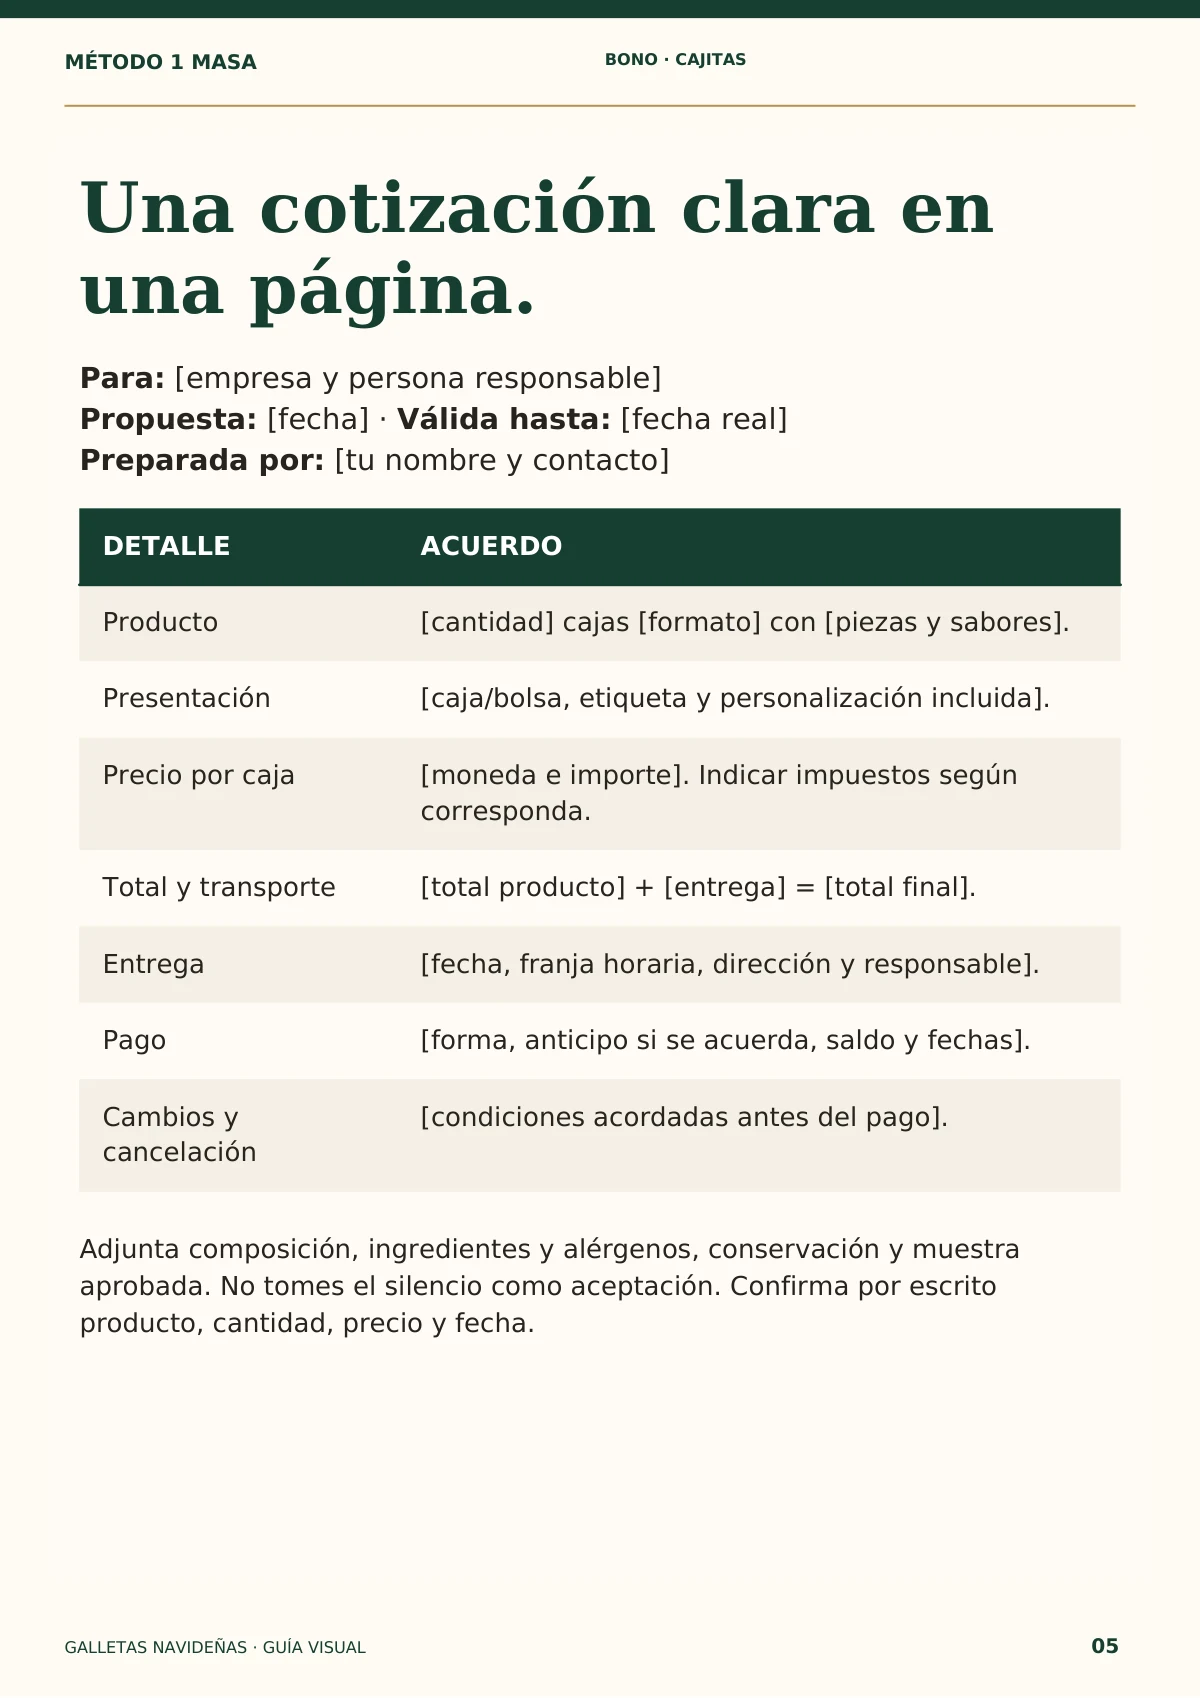 MÉTODO 1 MASA
BONO · CAJITAS
Una cotización clara en
una página.
Para: [empresa y persona responsable]
Propuesta: [fecha] · Válida hasta: [fecha real]
Preparada por: [tu nombre y contacto]
DETALLE ACUERDO
Producto [cantidad] cajas [formato] con [piezas y sabores].
Presentación [caja/bolsa, etiqueta y personalización incluida].
Precio por caja [moneda e importe]. Indicar impuestos según
corresponda.
Total y transporte [total producto] + [entrega] = [total final].
Entrega [fecha, franja horaria, dirección y responsable].
Pago [forma, anticipo si se acuerda, saldo y fechas].
Cambios y [condiciones acordadas antes del pago].
cancelación
Adjunta composición, ingredientes y alérgenos, conservación y muestra
aprobada. No tomes el silencio como aceptación. Confirma por escrito
producto, cantidad, precio y fecha.
GALLETAS NAVIDEÑAS · GUÍA VISUAL
05